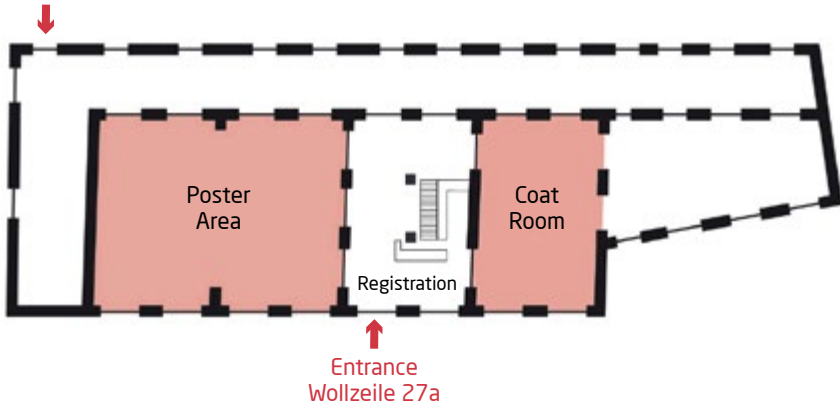 Poster
Area
Coat
Room
Registration
Entrance
Wollzeile 27a